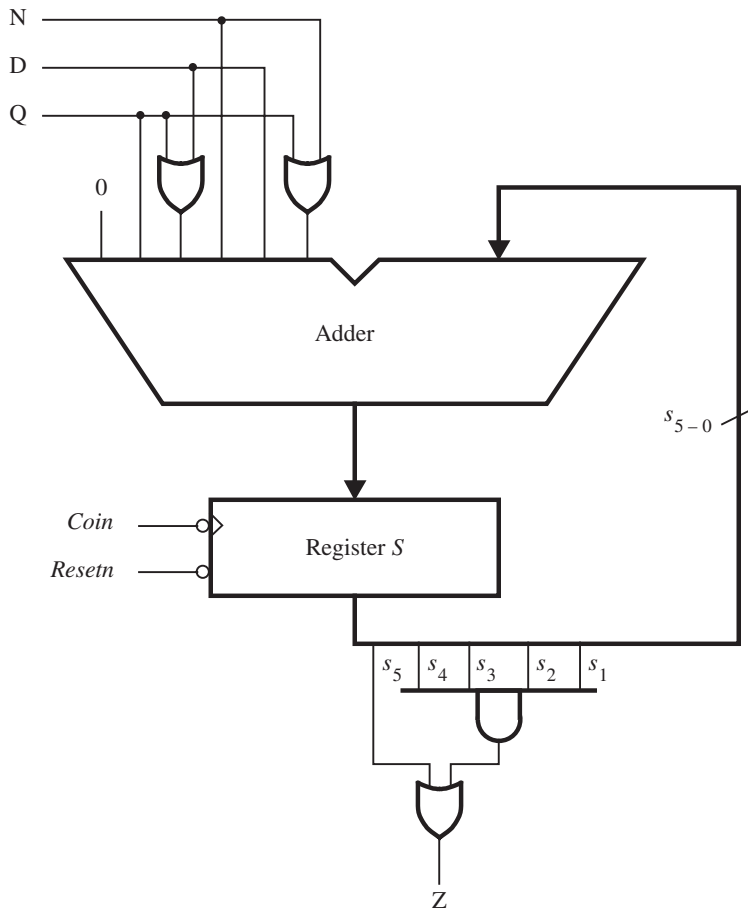 N
D
Q
0
Adder
s5 – 0
Coin
Resetn
Register S
s5 s4 s3 s2 s1
Z